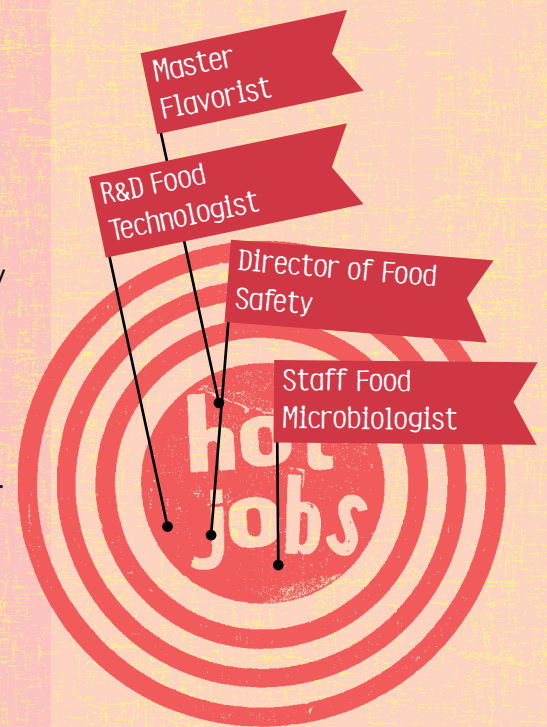 Master
Flavorist
R&D Food
Technologist
Director of Food
Safety
Staff Food
Microbiologist
hot
jobs